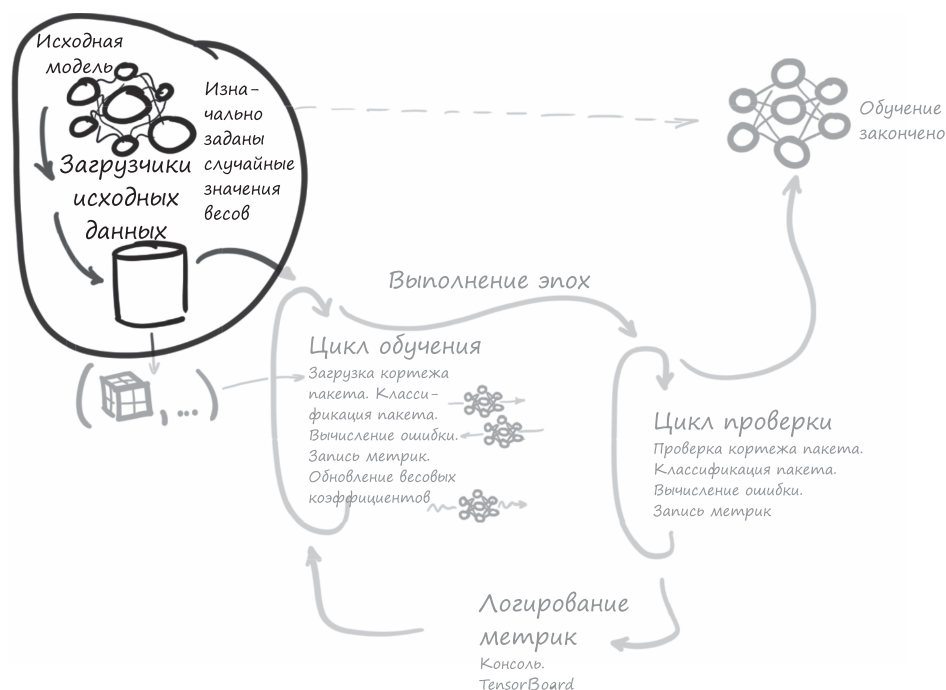 Исходная
модель
Изна-
чально
заданы
случайные
значения
весов
Загрузчики
исходных
данных
Обучение
закончено
Выполнение эпох
Цикл обучения
Загрузка кортежа
пакета. Класси-
фикация пакета.
Вычисление ошибки.
Запись метрик.
Обновление весовых
коэффициентов
( , ... )
Цикл проверки
Проверка кортежа пакета.
Классификация пакета.
Вычисление ошибки.
Запись метрик
Логирование
метрик
Консоль.
TensorBoard